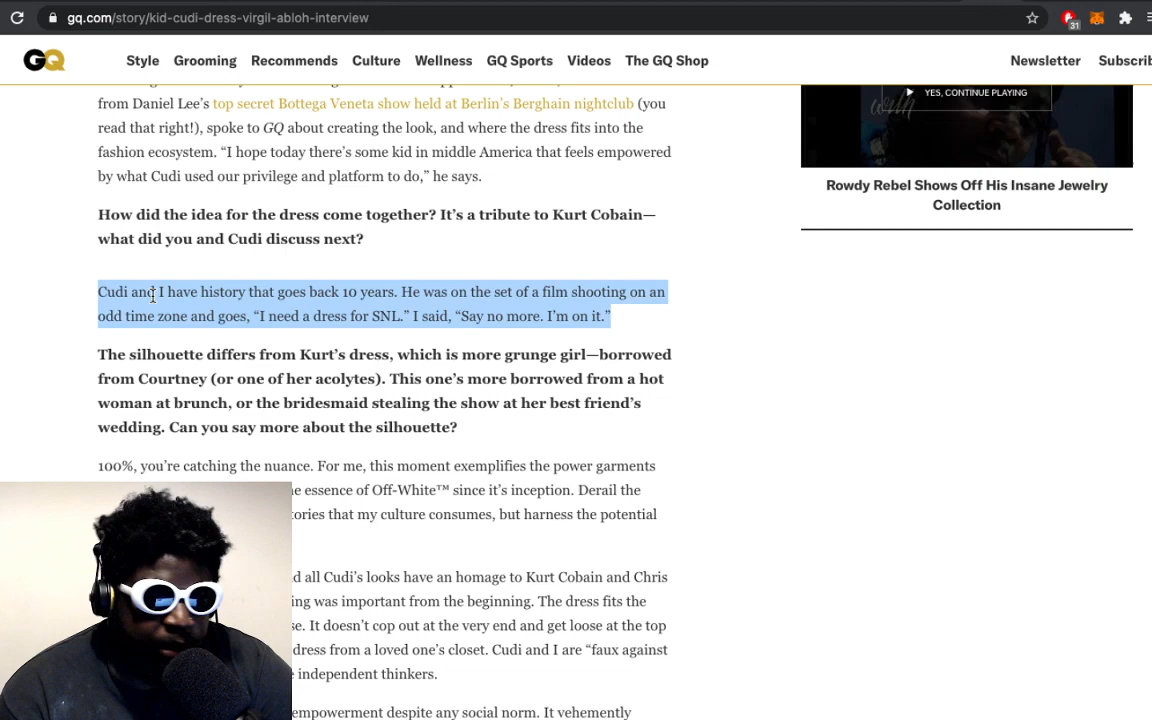 gq.com/story/kid-cudi-dress-virgil-abloh-interview
31
GQ
Style Grooming Recommends Culture Wellness GQ Sports Videos The GQ Shop Newsletter Subscrib
from Daniel Lee’s top secret Bottega Veneta show held at Berlin’s Berghain nightclub (you
read that right!), spoke to GQ about creating the look, and where the dress fits into the
fashion ecosystem. “I hope today there’s some kid in middle America that feels empowered
by what Cudi used our privilege and platform to do,” he says.
How did the idea for the dress come together? It’s a tribute to Kurt Cobain—
what did you and Cudi discuss next?
Cudi and I have history that goes back 10 years. He was on the set of a film shooting on an
odd time zone and goes, “I need a dress for SNL.” I said, “Say no more. I’m on it.”
The silhouette differs from Kurt’s dress, which is more grunge girl—borrowed
from Courtney (or one of her acolytes). This one’s more borrowed from a hot
woman at brunch, or the bridesmaid stealing the show at her best friend’s
wedding. Can you say more about the silhouette?
100%, you’re catching the nuance. For me, this moment exemplifies the power garments
e essence of Off-White™ since it’s inception. Derail the
ories that my culture consumes, but harness the potential
d all Cudi’s looks have an homage to Kurt Cobain and Chris
ing was important from the beginning. The dress fits the
se. It doesn’t cop out at the very end and get loose at the top
dress from a loved one’s closet. Cudi and I are “faux against
independent thinkers.
empowerment despite any social norm. It vehemently
with
YES, CONTINUE PLAYING
Rowdy Rebel Shows Off His Insane Jewelry
Collection